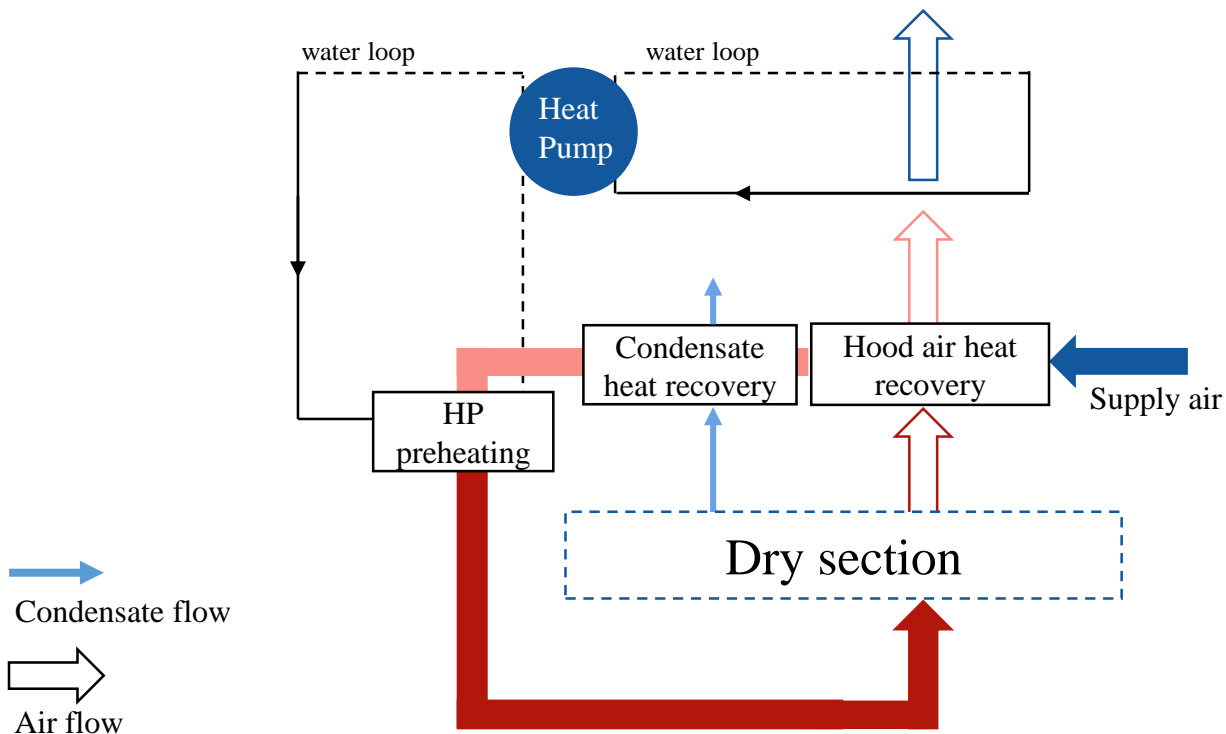 water loop
water loop
Heat
Pump
Condensate
heat recovery
Hood air heat
recovery
Supply air
HP
preheating
Dry section
Condensate flow
Air flow